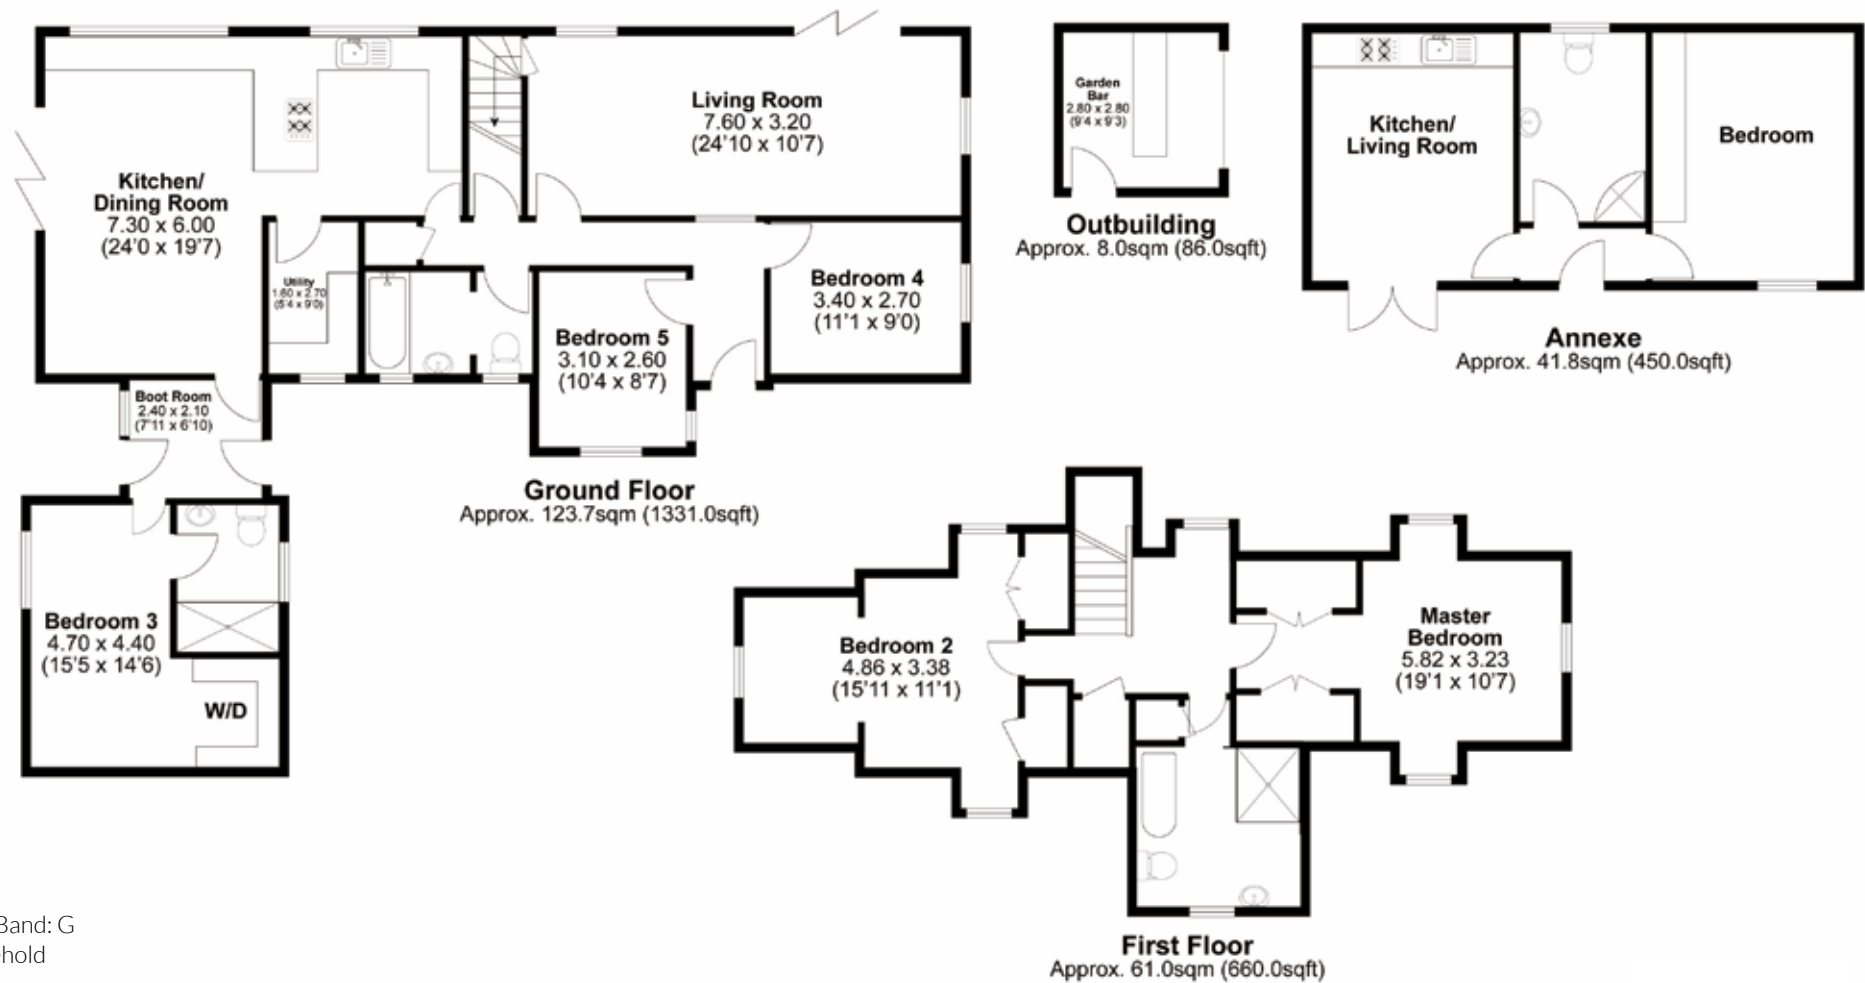 Kitchen/
Dining Room
7.30 x 6.00
(24'0 x 19'7)
Living Room
7.60 x 3.20
(24'10 x 10'7)
Utility
1.60 x 2.70
(5'4 x 9'0)
Bedroom 4
3.40 x 2.70
(11'1 x 9'0)
Bedroom 5
3.10 x 2.60
(10'4 x 8'7)
Boot Room
2.40 x 2.10
(7'11 x 6'10)
Bedroom 3
4.70 x 4.40
(15'5 x 14'6)
W/D
Ground Floor
Approx. 123.7sqm (1331.0sqft)
Garden
Bar
2.80 x 2.80
(9'4 x 9'3)
Outbuilding
Approx. 8.0sqm (86.0sqft)
Kitchen/
Living Room
Bedroom
Annexe
Approx. 41.8sqm (450.0sqft)
Bedroom 2
4.86 x 3.38
(15'11 x 11'1)
Master
Bedroom
5.82 x 3.23
(19'1 x 10'7)
First Floor
Approx. 61.0sqm (660.0sqft)
Band: G
hold